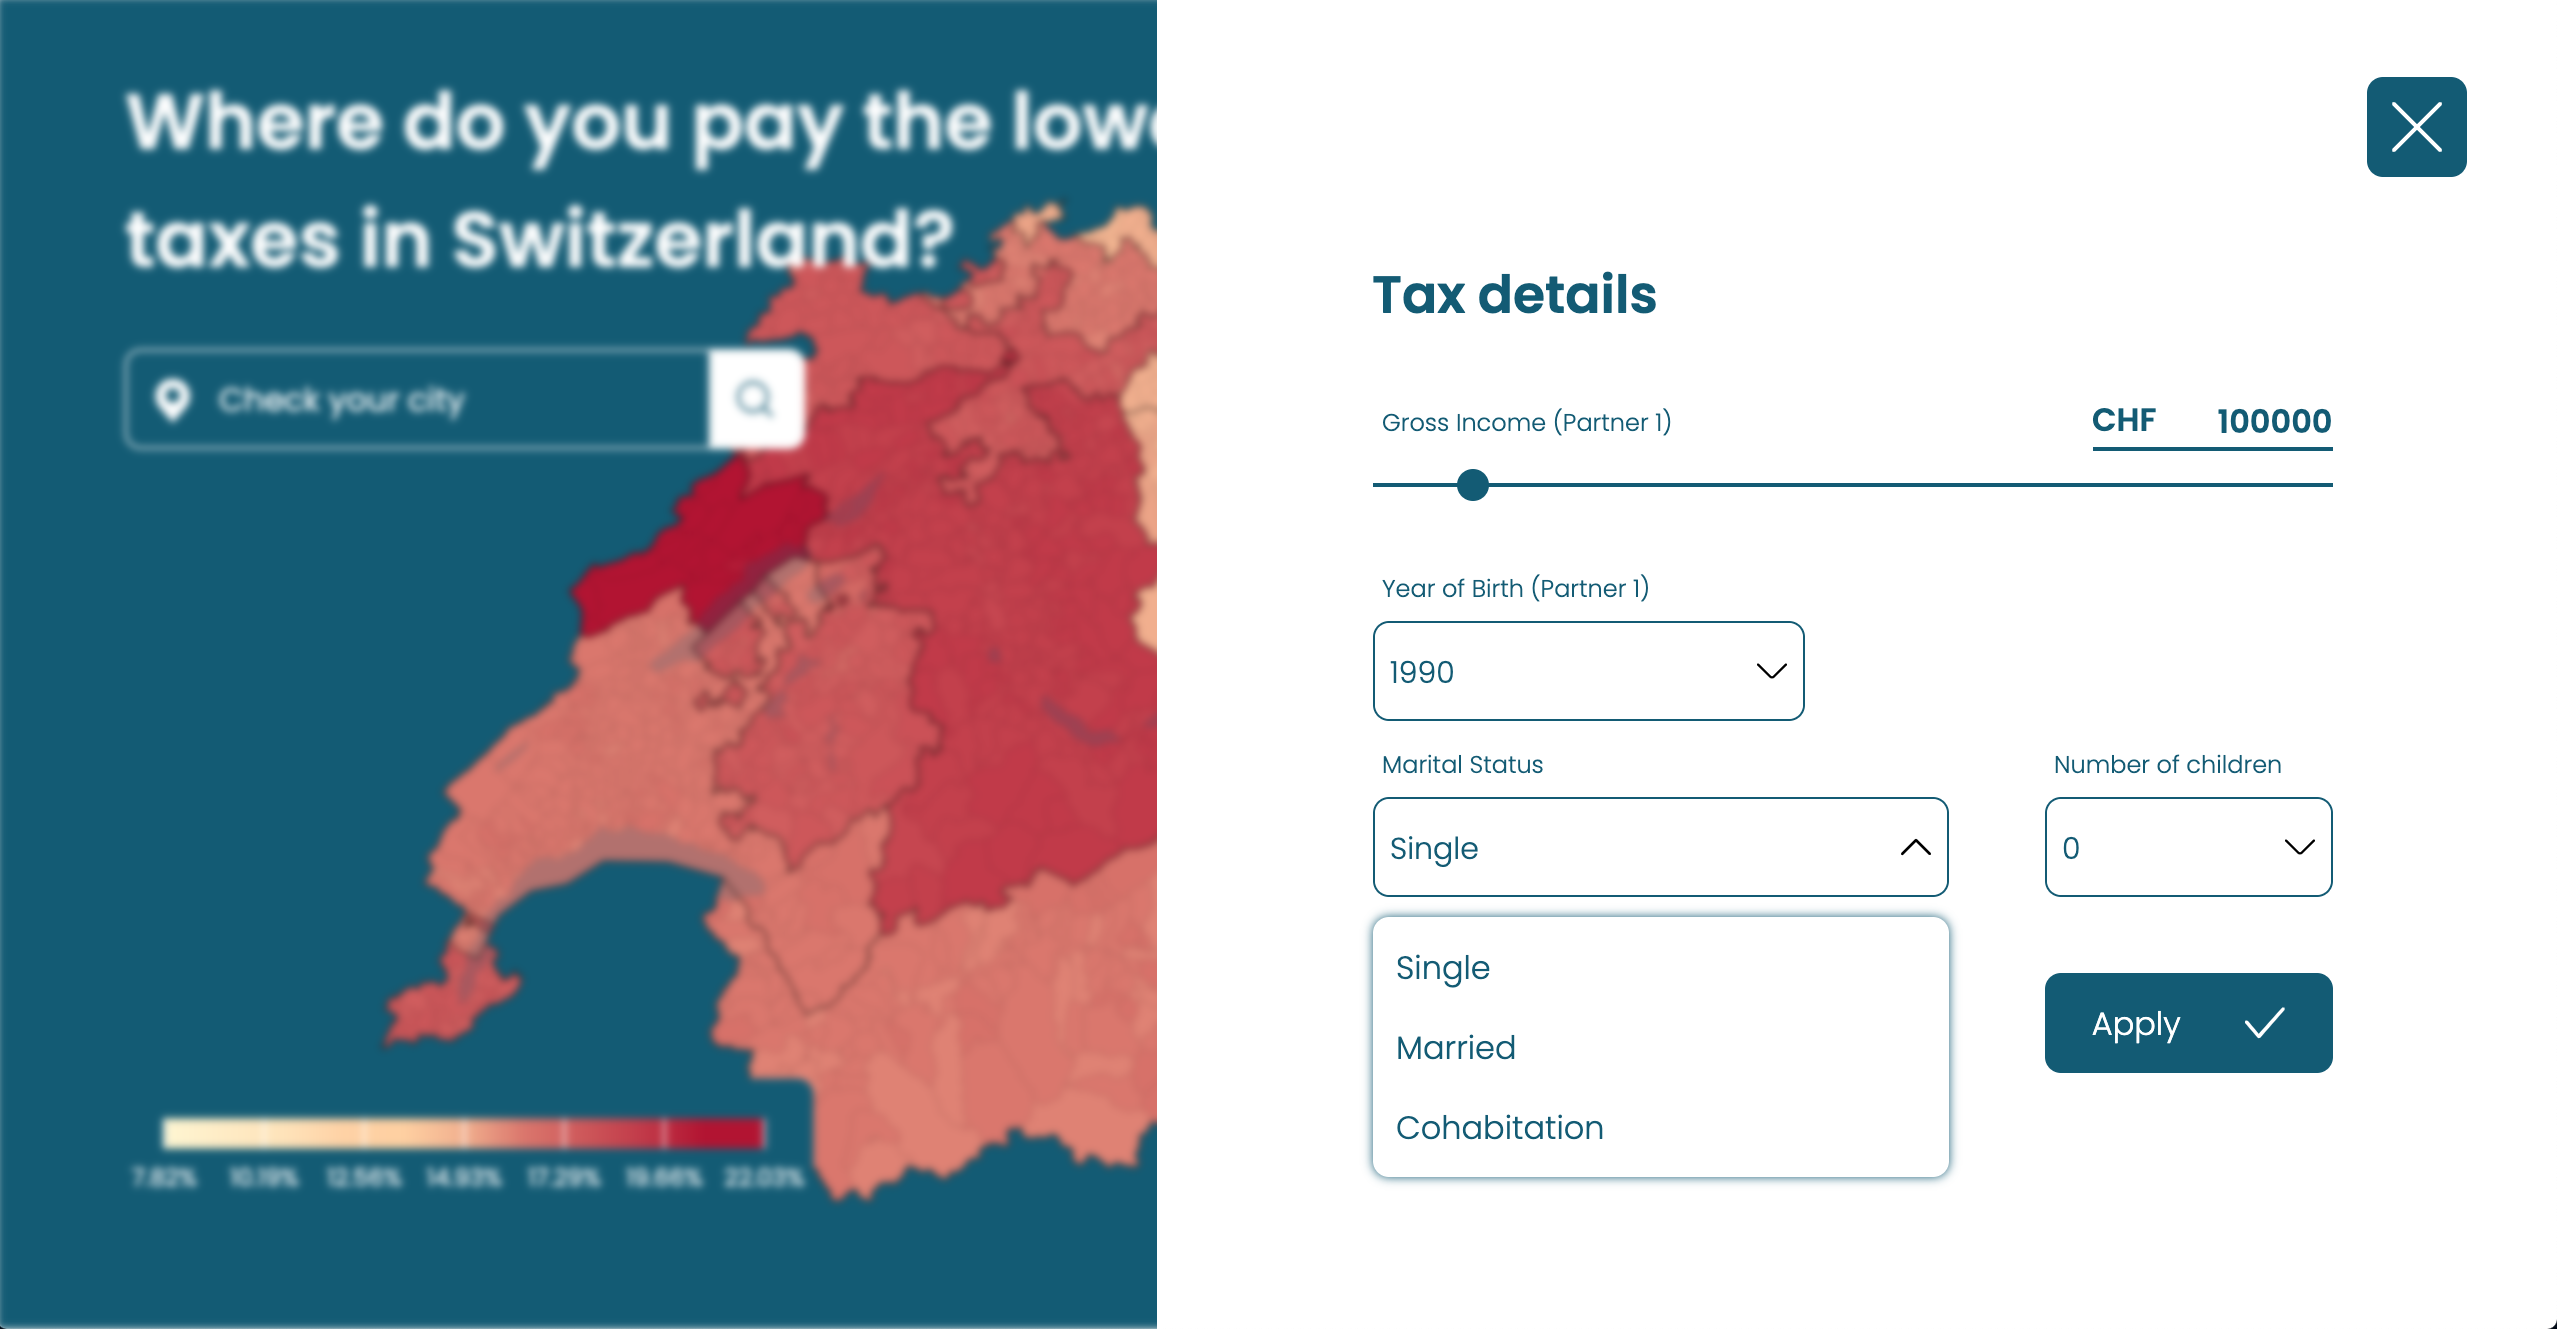 Where do you pay the low
taxes in Switzerland?
Check your city
7.82% 10.19% 12.56% 14.93% 17.29% 19.66% 22.03%
Tax details
Gross Income (Partner 1)
CHF 100000
Year of Birth (Partner 1)
1990
Marital Status
Number of children
Single
0
Single
Married
Cohabitation
Apply